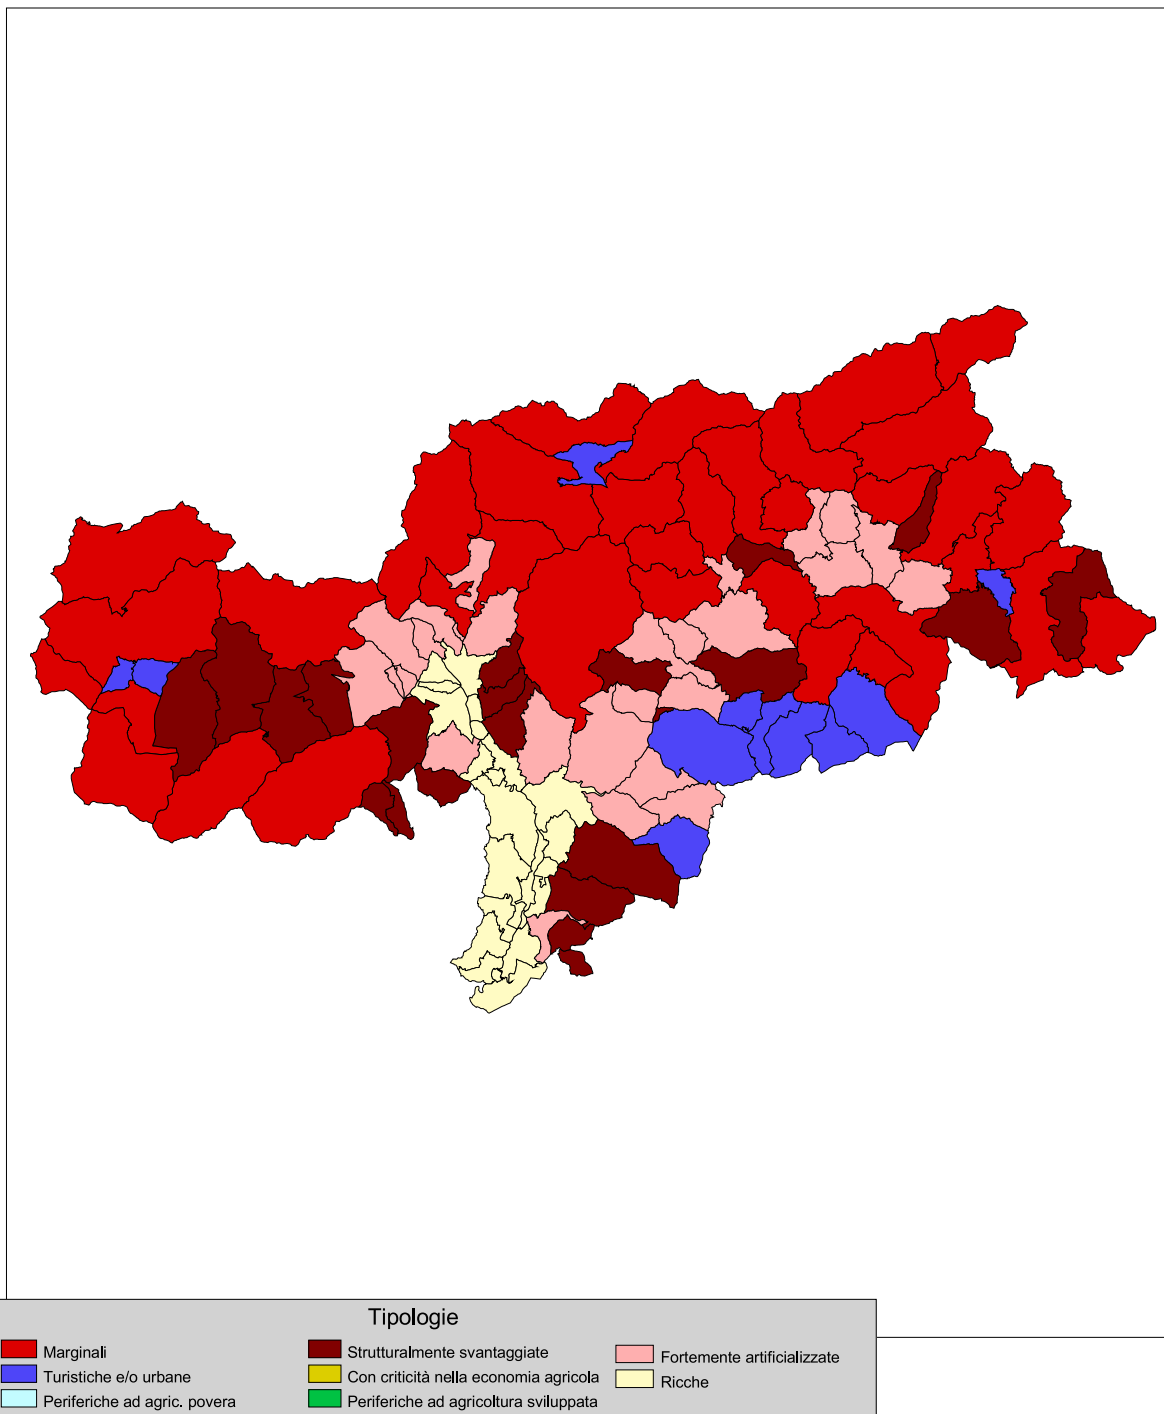 Tipologie
Marginali
Turistiche e/o urbane
Periferiche ad agric. povera
Strutturalmente svantaggiate
Con criticità nella economia agricola
Periferiche ad agricoltura sviluppata
Fortemente artificializzate
Ricche